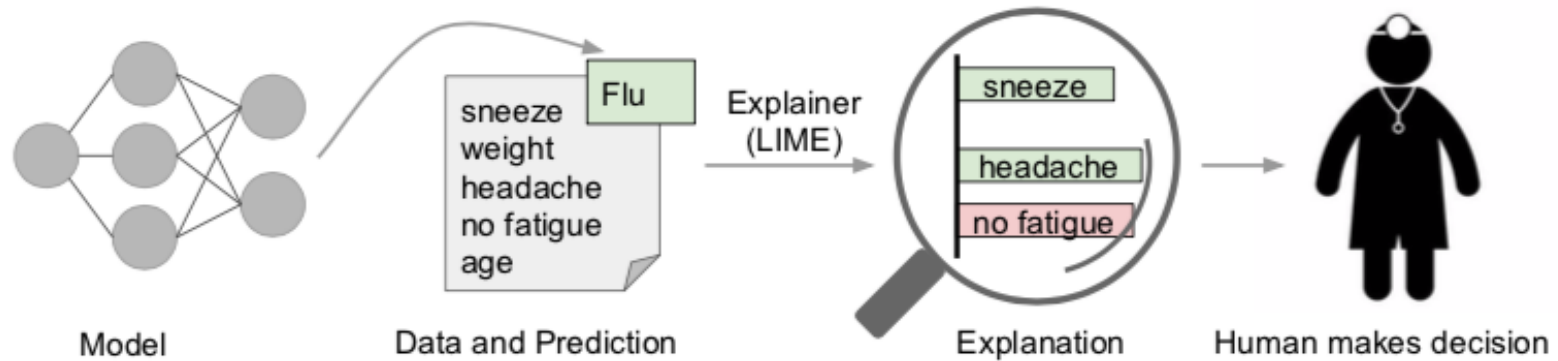 Flu
sneeze
weight
headache
no fatigue
age
Explainer
(LIME)
sneeze
headache
no fatigue
Model
Data and Prediction
Explanation
Human makes decision